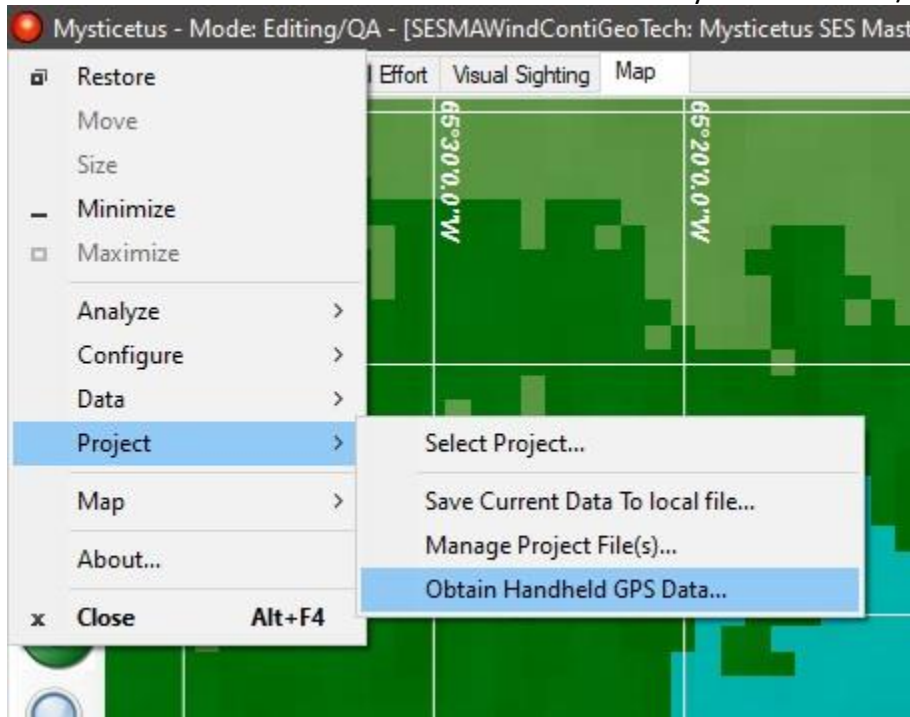 Mysticetus - Mode: Editing/QA - [SESMAWindContiGeoTech: Mysticetus SES Mast
Restore
Effort
Visual Sighting
Map
Move
Size
Minimize
Maximize
Analyze
Configure
Data
Project
Map
About...
Close Alt+F4
Select Project...
Save Current Data To local file...
Manage Project File(s)...
Obtain Handheld GPS Data...
65°30'0.0"W
65°20'0.0"W